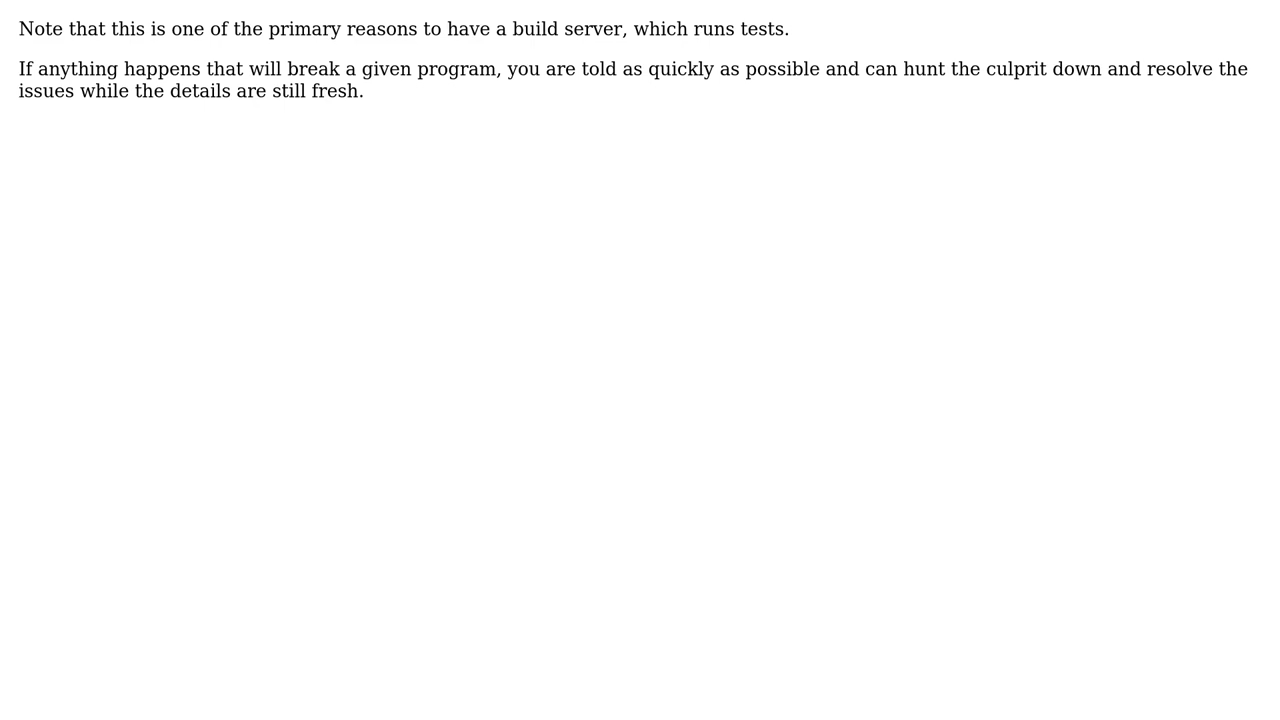 Note that this is one of the primary reasons to have a build server, which runs tests.
If anything happens that will break a given program, you are told as quickly as possible and can hunt the culprit down and resolve the
issues while the details are still fresh.